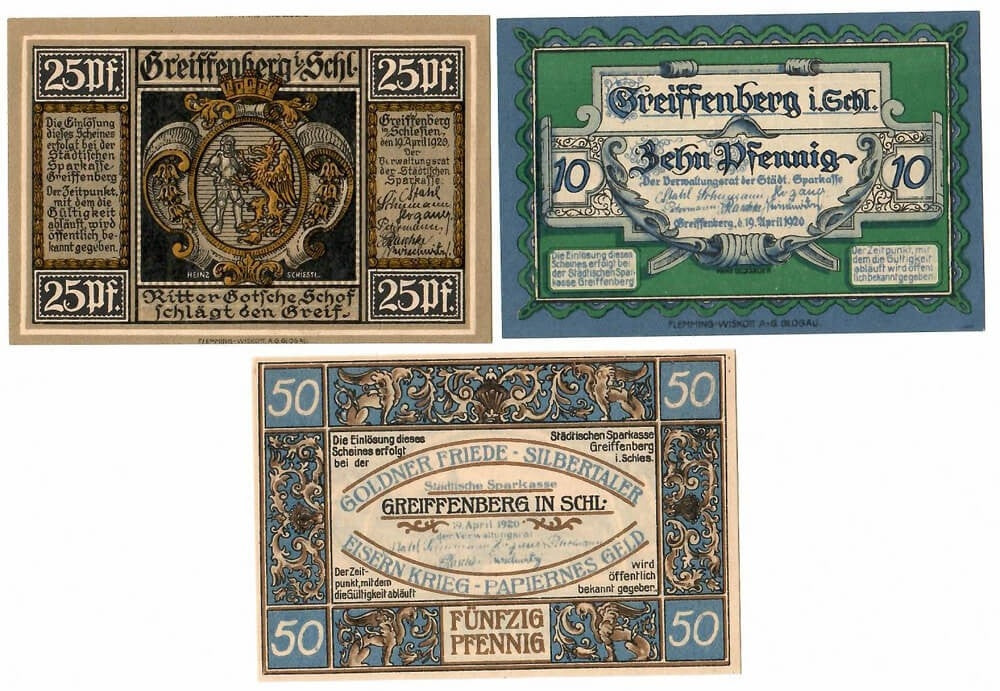 25Pf.
Greiffenberg i/Schl.
25Pf.
Die Einlösung
dieses Scheines
erfolgt bei der
Städtischen
Sparkasse
Greiffenberg
Der Zeitpunkt,
mit dem die
Gültigkeit
abläuft, wird
öffentlich be-
kannt gegeben.
Greiffenberg
in Schlesien,
den 19.April 1920.
Der
Verwaltungsrat
der Städtischen
Sparkasse.
HEINZ SCHIESTL.
25Pf.
Ritter Gotsche Schof
schlägt den Greif.
25Pf.
FLEMMING-WISKOTT A.G. GLOGAU.
Greiffenberg i.Schl.
10
Zehn Pfennig
10
Der Verwaltungsrat der Städt. Sparkasse
Greiffenberg, d. 19. April 1920
Die Einlösung dieses
Scheines erfolgt bei
der Städtischen Spar-
kasse Greiffenberg
Der Zeitpunkt, mit
dem die Gültigkeit
abläuft wird öffent
lich bekannt gegeben
FLEMMING-WISKOTT A-G. GLOGAU.
50
50
Die Einlösung dieses
Scheines erfolgt
bei der
Städtischen Sparkasse
Greiffenberg
i. Schles.
GOLDNER FRIEDE - SILBERTALER
Städtische Sparkasse
GREIFFENBERG IN SCHL.
19. April 1920
der Verwaltungsrat
EISERN KRIEG - PAPIERNES GELD
Der Zeit-
punkt, mit dem
die Gültigkeit abläuft
wird
öffentlich
bekannt gegeben.
50
FÜNFZIG
PFENNIG
50